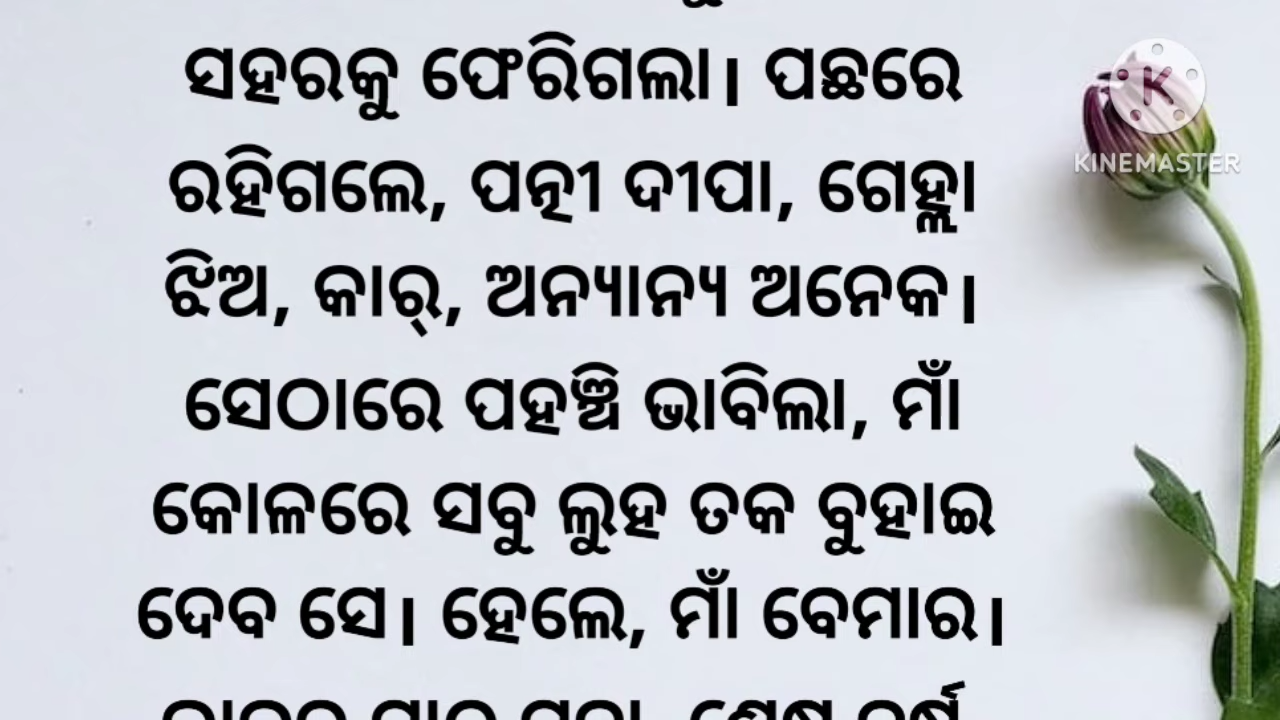 ସହରକୁ ଫେରିଗଲା। ପଛରେ
ରହିଗଲେ, ପତ୍ନୀ ଦୀପା, ଗେହ୍ଲା
ଝିଅ, କାର୍, ଅନ୍ୟାନ୍ୟ ଅନେକ।
ସେଠାରେ ପହଞ୍ଚି ଭାବିଲା, ମାଁ
କୋଳରେ ସବୁ ଲୁହ ତକ ବୁହାଇ
ଦେବ ସେ। ହେଲେ, ମାଁ ବେମାର।
KINEMASTER